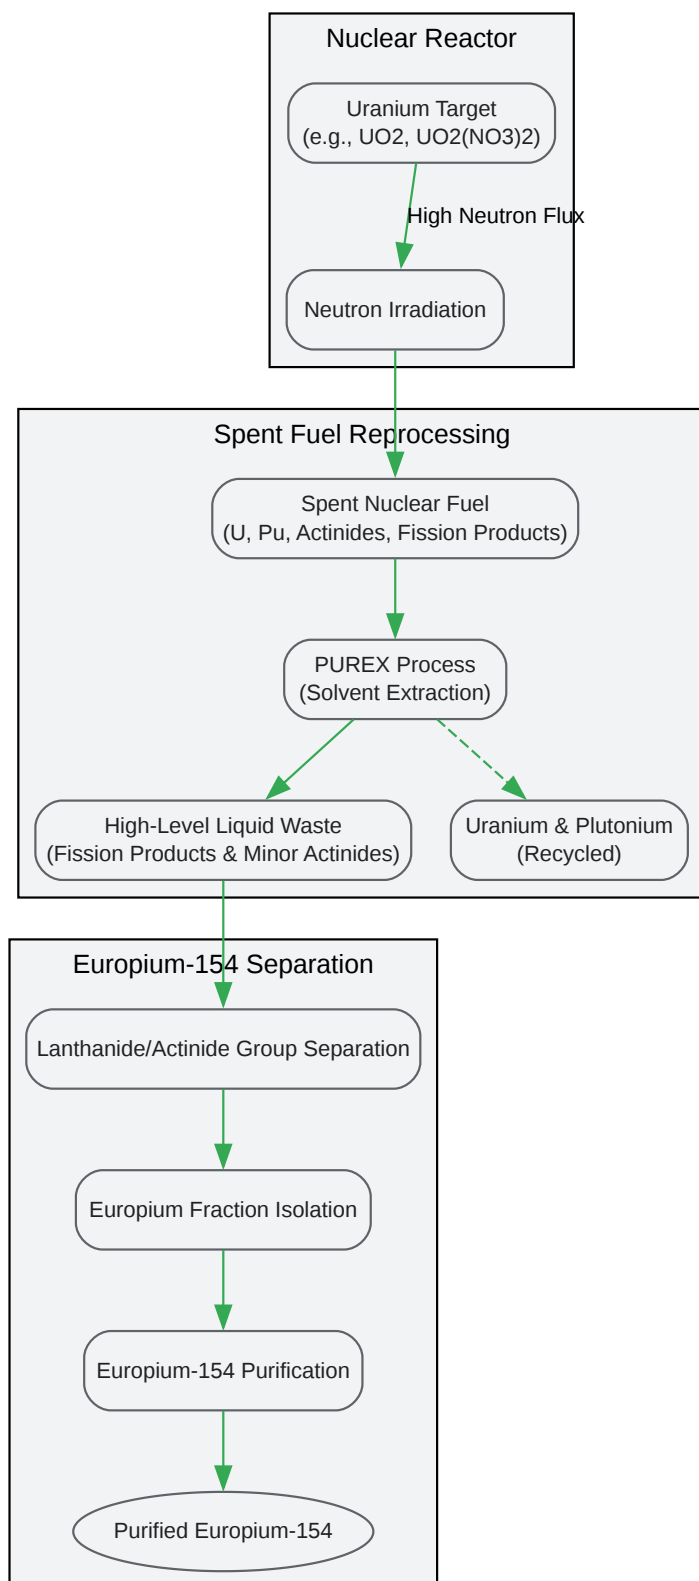 Nuclear Reactor
Uranium Target
(e.g., UO2, UO2(NO3)2)
High Neutron Flux
Neutron Irradiation
Spent Fuel Reprocessing
Spent Nuclear Fuel
(U, Pu, Actinides, Fission Products)
PUREX Process
(Solvent Extraction)
High-Level Liquid Waste
(Fission Products & Minor Actinides)
Uranium & Plutonium
(Recycled)
Europium-154 Separation
Lanthanide/Actinide Group Separation
Europium Fraction Isolation
Europium-154 Purification
Purified Europium-154